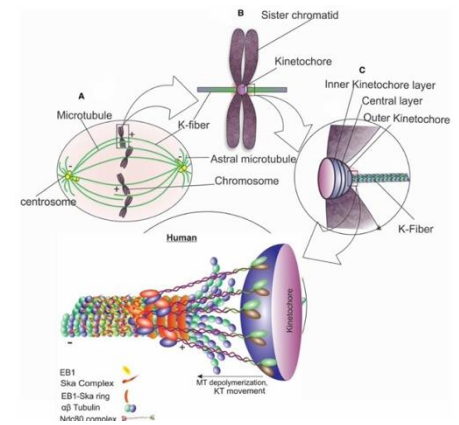 B
Sister chromatid
Kinetochore
C
A
Inner Kinetochore layer
Central layer
Outer Kinetochore
Microtubule
+
K-fiber
-
-
Astral microtubule
+
Chromosome
centrosome
K-Fiber
Human
Kinetochore
-
+
MT depolymerization,
KT movement
EB1
Ska Complex
EB1-Ska ring
αβ Tubulin
Ndc80 complex